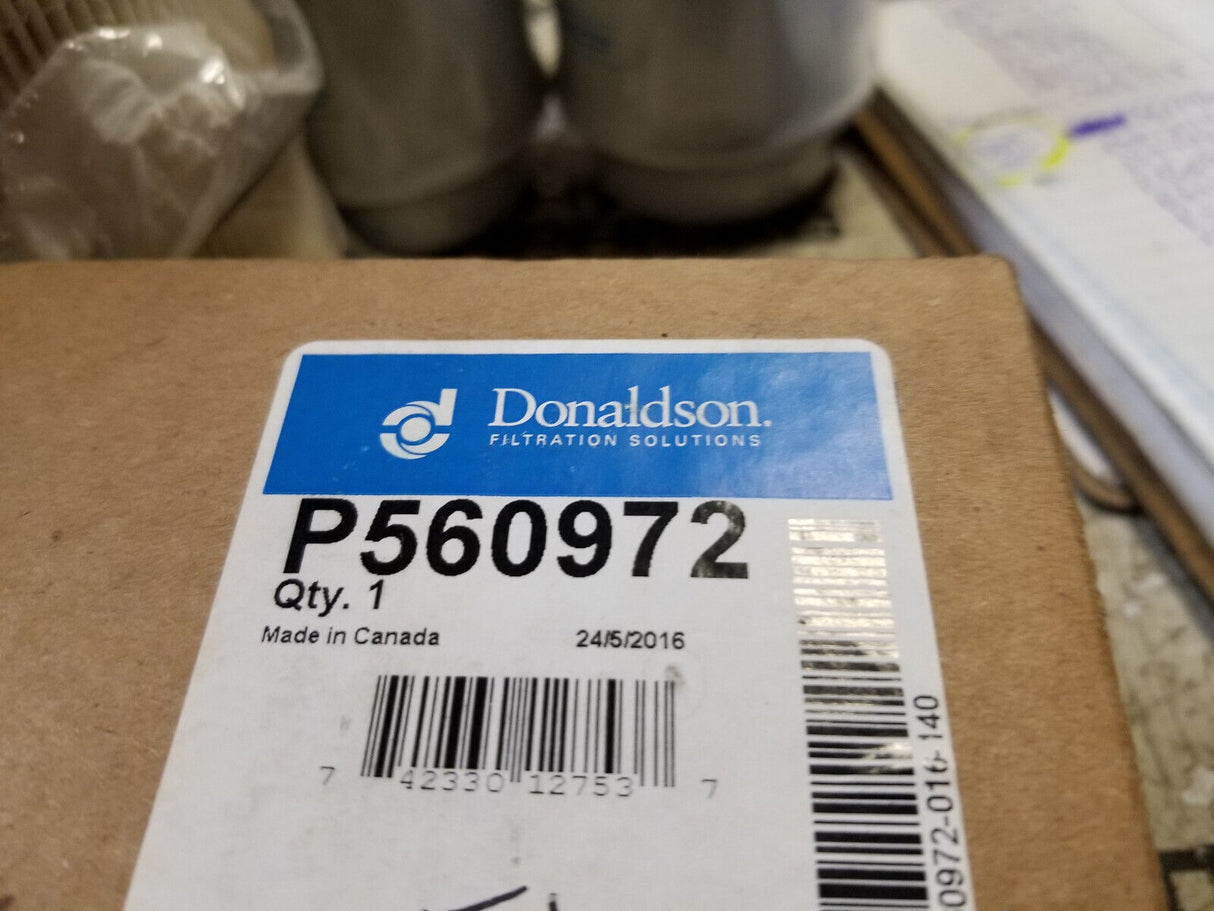 Donaldson.
FILTRATION SOLUTIONS
P560972
Qty. 1
Made in Canada 24/5/2016
7 42330 12753 7
0972-016-140